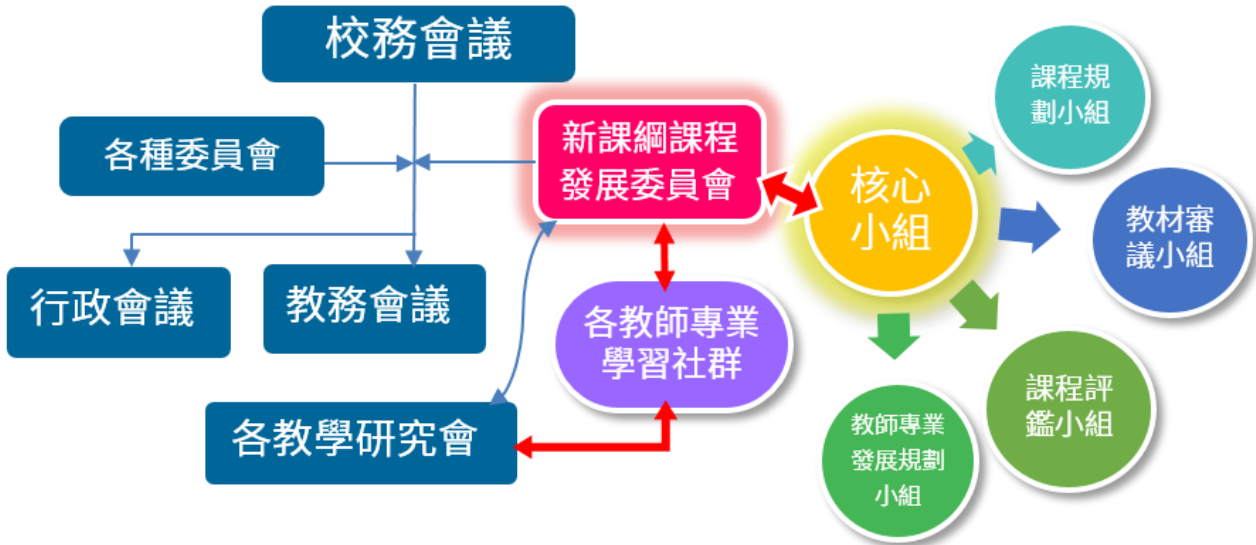 校務會議
各種委員會
新課綱課程
發展委員會
核心
小組
課程規
劃小組
教材審
議小組
行政會議
教務會議
各教師專業
學習社群
課程評
鑑小組
各教學研究會
教師專業
發展規劃
小組